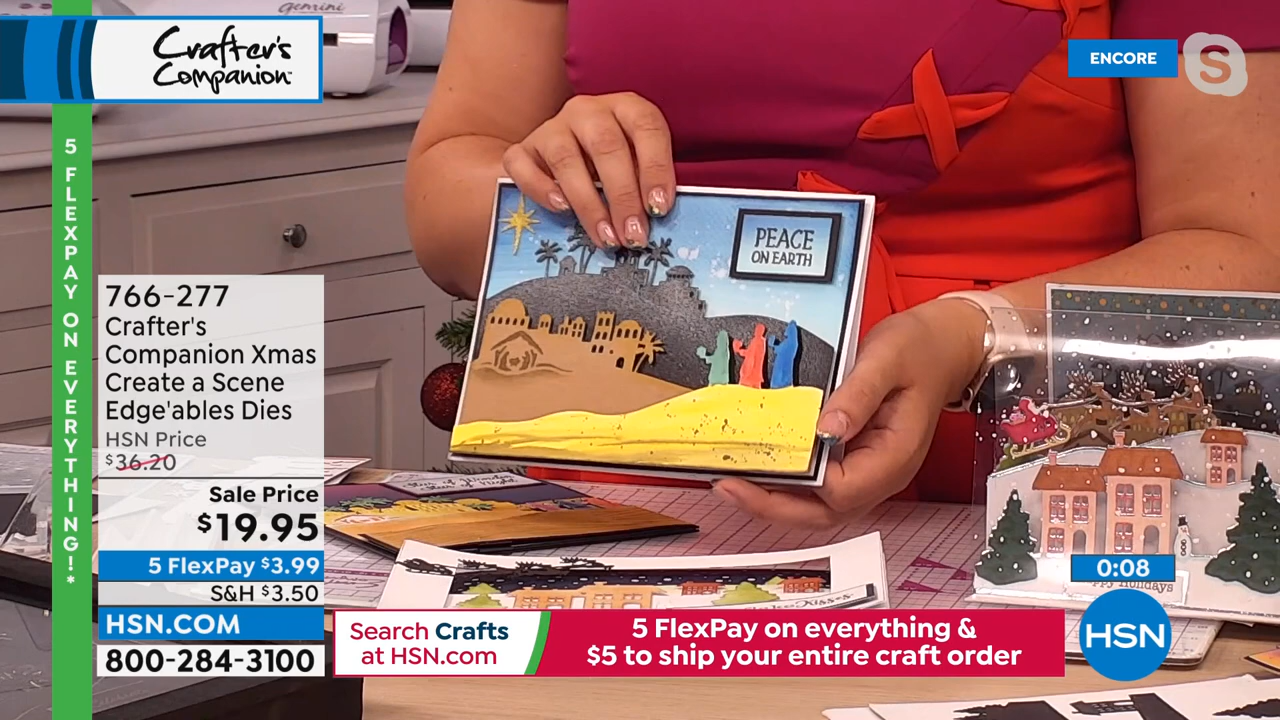 gemini
Crafter's
Companion
ENCORE
S
5 FLEXPAY ON EVERYTHING!*
PEACE
ON EARTH
766-277
Crafter's
Companion Xmas
Create a Scene
Edge'ables Dies
HSN Price
$36.20
Sale Price
$19.95
5 FlexPay $3.99
S&H $3.50
HSN.COM
800-284-3100
Search Crafts
at HSN.com
5 FlexPay on everything &
$5 to ship your entire craft order
0:08
Holidays
HSN